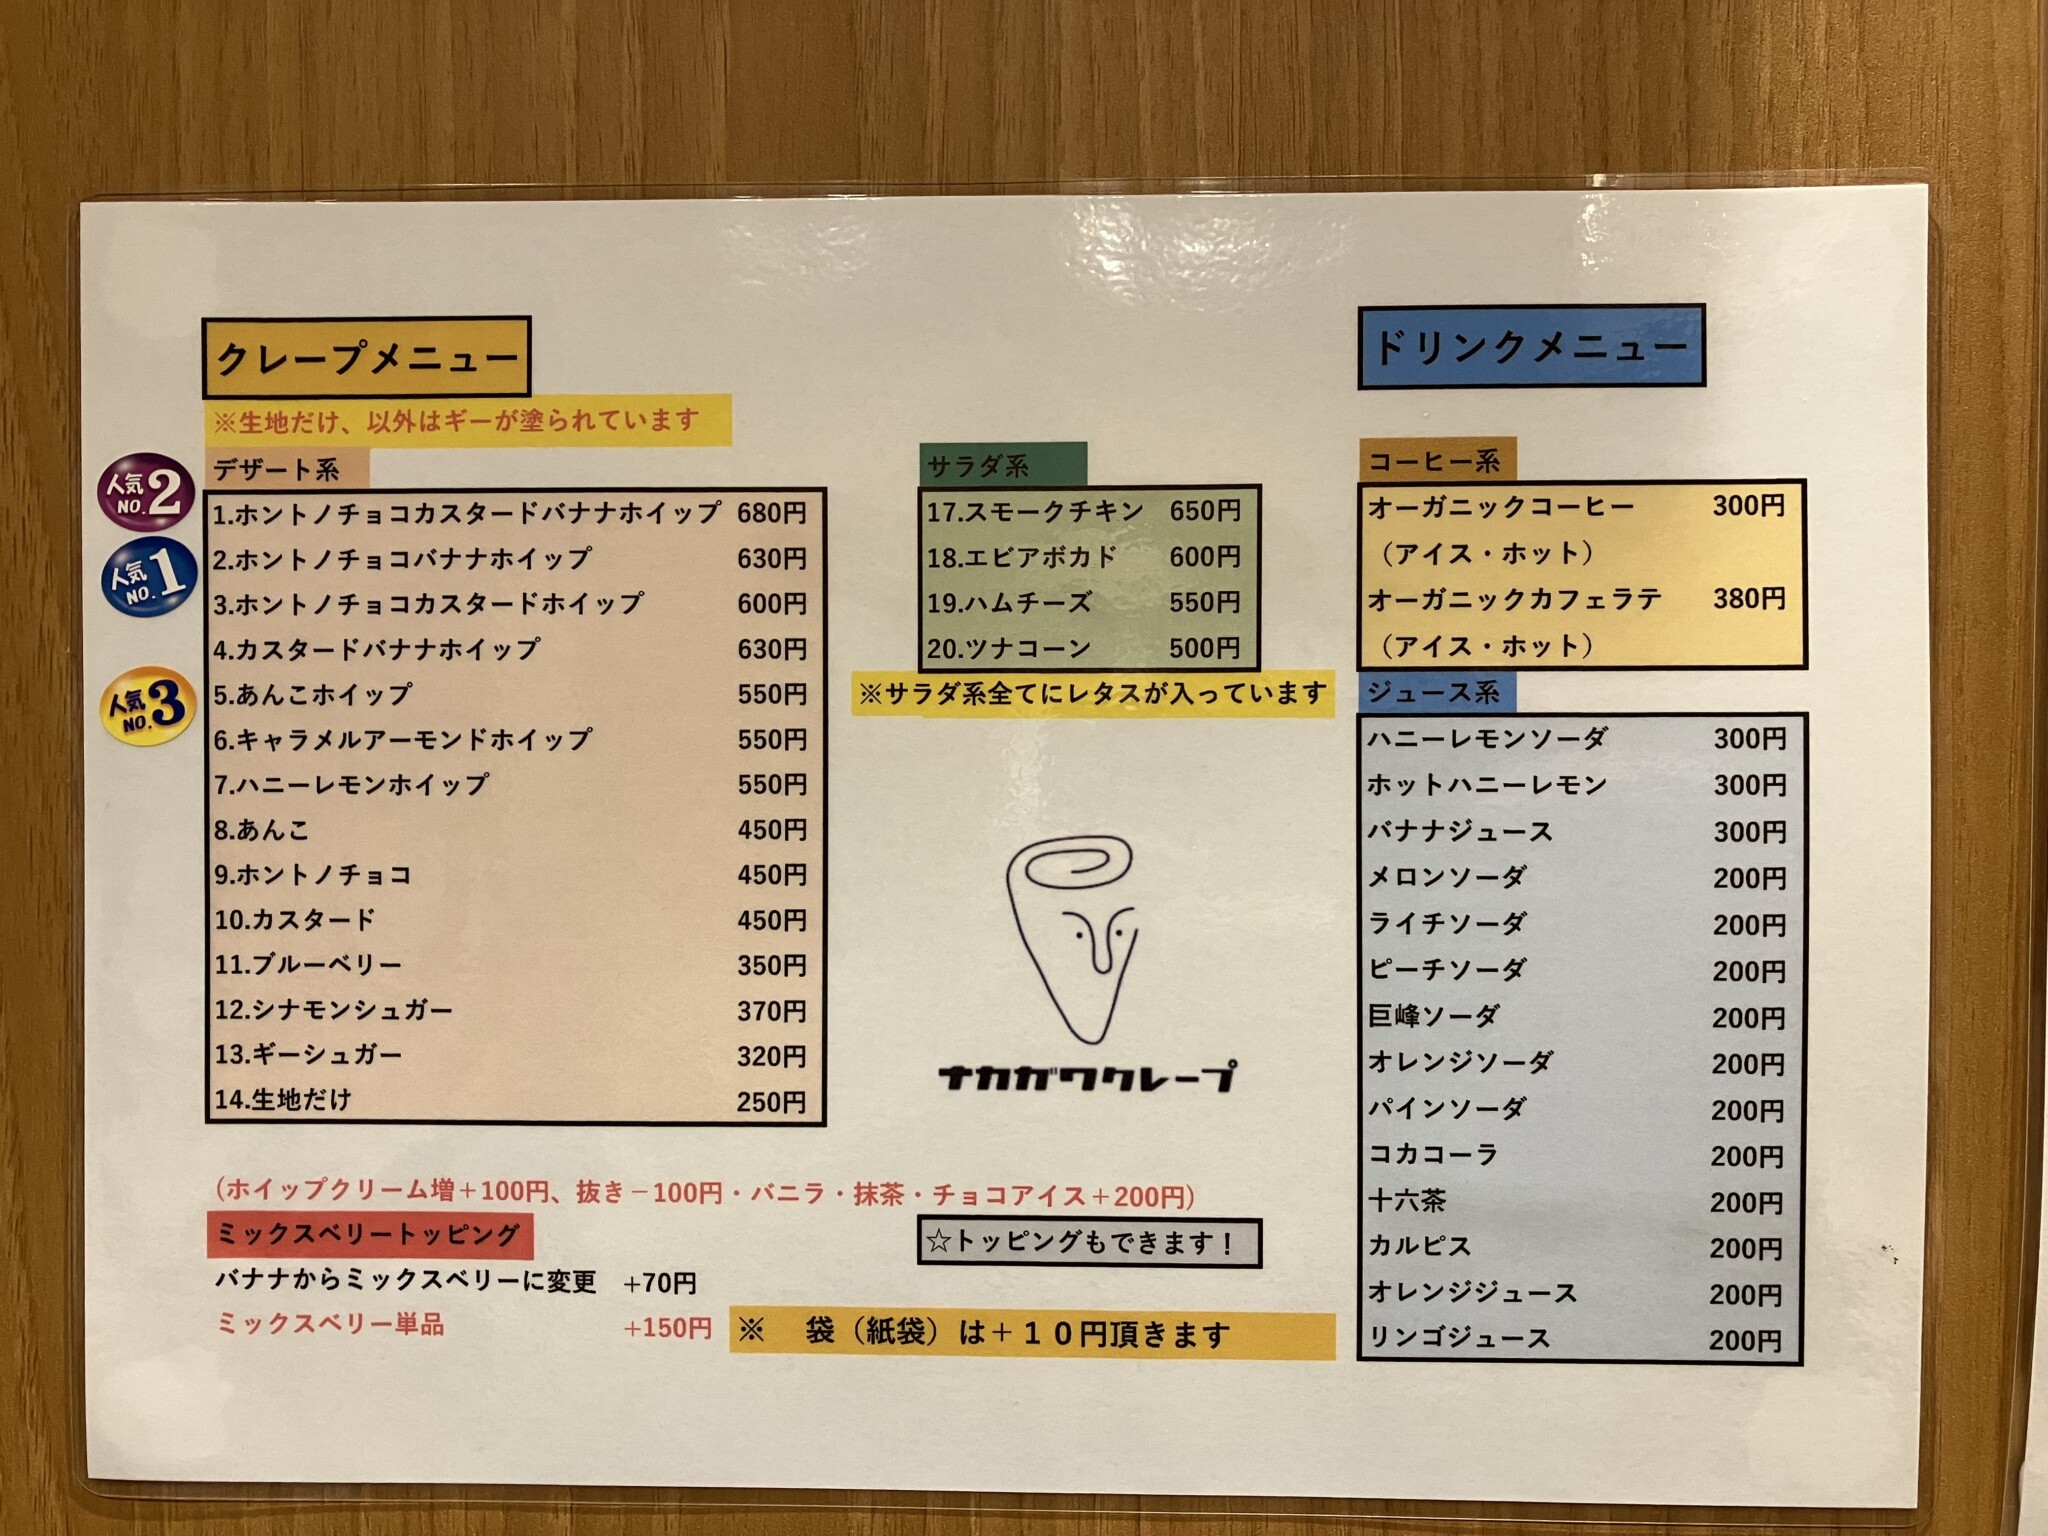 クレープメニュー
※生地だけ、以外はギーが塗られています
デザート系
人気NO.2
1.ホントノチョコカスタードバナナホイップ 680円
人気NO.1
2.ホントノチョコバナナホイップ 630円
3.ホントノチョコカスタードホイップ 600円
4.カスタードバナナホイップ 630円
人気NO.3
5.あんこホイップ 550円
6.キャラメルアーモンドホイップ 550円
7.ハニーレモンホイップ 550円
8.あんこ 450円
9.ホントノチョコ 450円
10.カスタード 450円
11.ブルーベリー 350円
12.シナモンシュガー 370円
13.ギーシュガー 320円
14.生地だけ 250円
(ホイップクリーム増＋100円、抜き－100円・バニラ・抹茶・チョコアイス＋200円)
ミックスベリートッピング
バナナからミックスベリーに変更 +70円
ミックスベリー単品 +150円
サラダ系
17.スモークチキン 650円
18.エビアボカド 600円
19.ハムチーズ 550円
20.ツナコーン 500円
※サラダ系全てにレタスが入っています
ナカガワクレープ
☆トッピングもできます！
※ 袋（紙袋）は＋１０円頂きます
ドリンクメニュー
コーヒー系
オーガニックコーヒー 300円
（アイス・ホット）
オーガニックカフェラテ 380円
（アイス・ホット）
ジュース系
ハニーレモンソーダ 300円
ホットハニーレモン 300円
バナナジュース 300円
メロンソーダ 200円
ライチソーダ 200円
ピーチソーダ 200円
巨峰ソーダ 200円
オレンジソーダ 200円
パインソーダ 200円
コカコーラ 200円
十六茶 200円
カルピス 200円
オレンジジュース 200円
リンゴジュース 200円